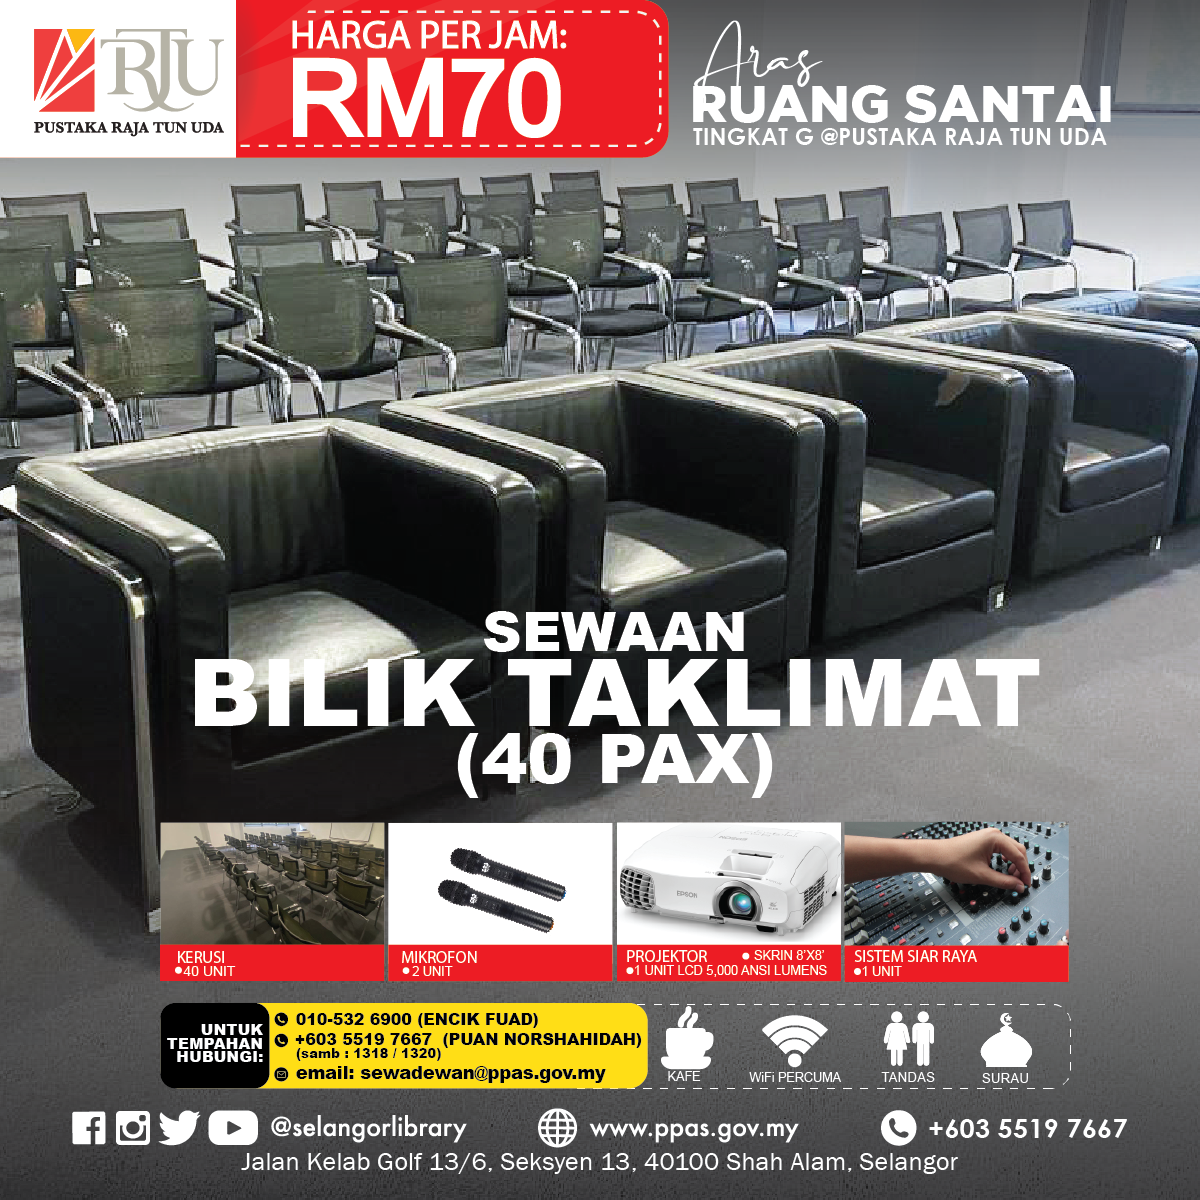 RTU
PUSTAKA RAJA TUN UDA
HARGA PER JAM:
RM70
Aras
RUANG SANTAI
TINGKAT G @PUSTAKA RAJA TUN UDA
SEWAAN
BILIK TAKLIMAT
(40 PAX)
EPSON
KERUSI
●40 UNIT
MIKROFON
●2 UNIT
PROJEKTOR ● SKRIN 8'X8'
●1 UNIT LCD 5,000 ANSI LUMENS
SISTEM SIAR RAYA
●1 UNIT
UNTUK
TEMPAHAN
HUBUNGI:
010-532 6900 (ENCIK FUAD)
+603 5519 7667 (PUAN NORSHAHIDAH)
(samb : 1318 / 1320)
email: sewadewan@ppas.gov.my
KAFE
WiFi PERCUMA
TANDAS
SURAU
@selangorlibrary
www.ppas.gov.my
+603 5519 7667
Jalan Kelab Golf 13/6, Seksyen 13, 40100 Shah Alam, Selangor